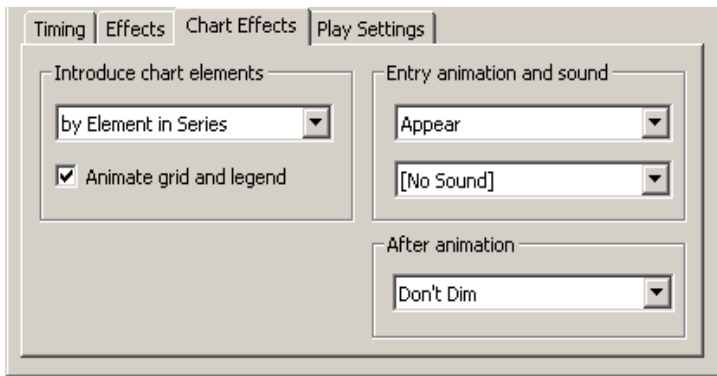 Timing Effects Chart Effects Play Settings
Introduce chart elements
by Element in Series
Animate grid and legend
Entry animation and sound
Appear
[No Sound]
After animation
Don't Dim